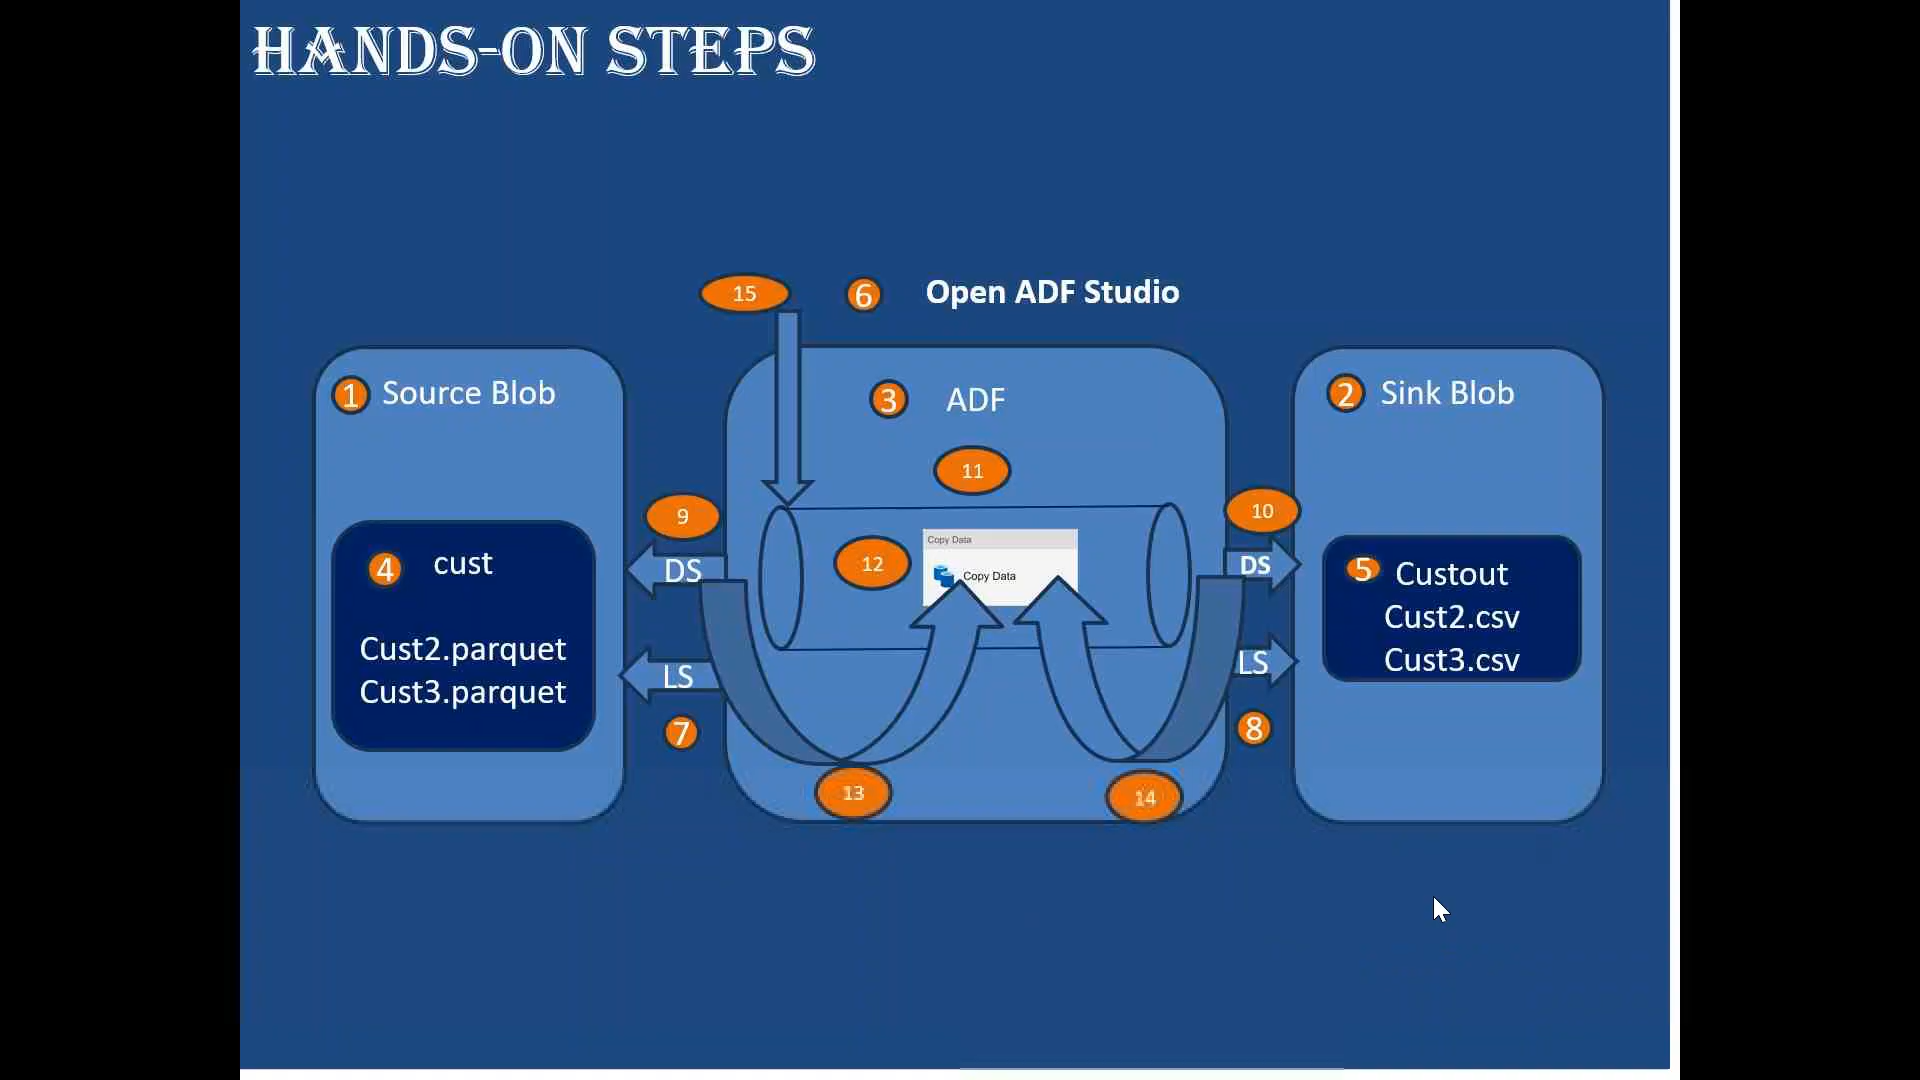 HANDS-ON STEPS
15
6
Open ADF Studio
1 Source Blob
3 ADF
2 Sink Blob
11
9
10
4 cust
12
Copy Data
Copy Data
DS
DS
5 Custout
Cust2.csv
Cust3.csv
Cust2.parquet
Cust3.parquet
LS
LS
7
8
13
14